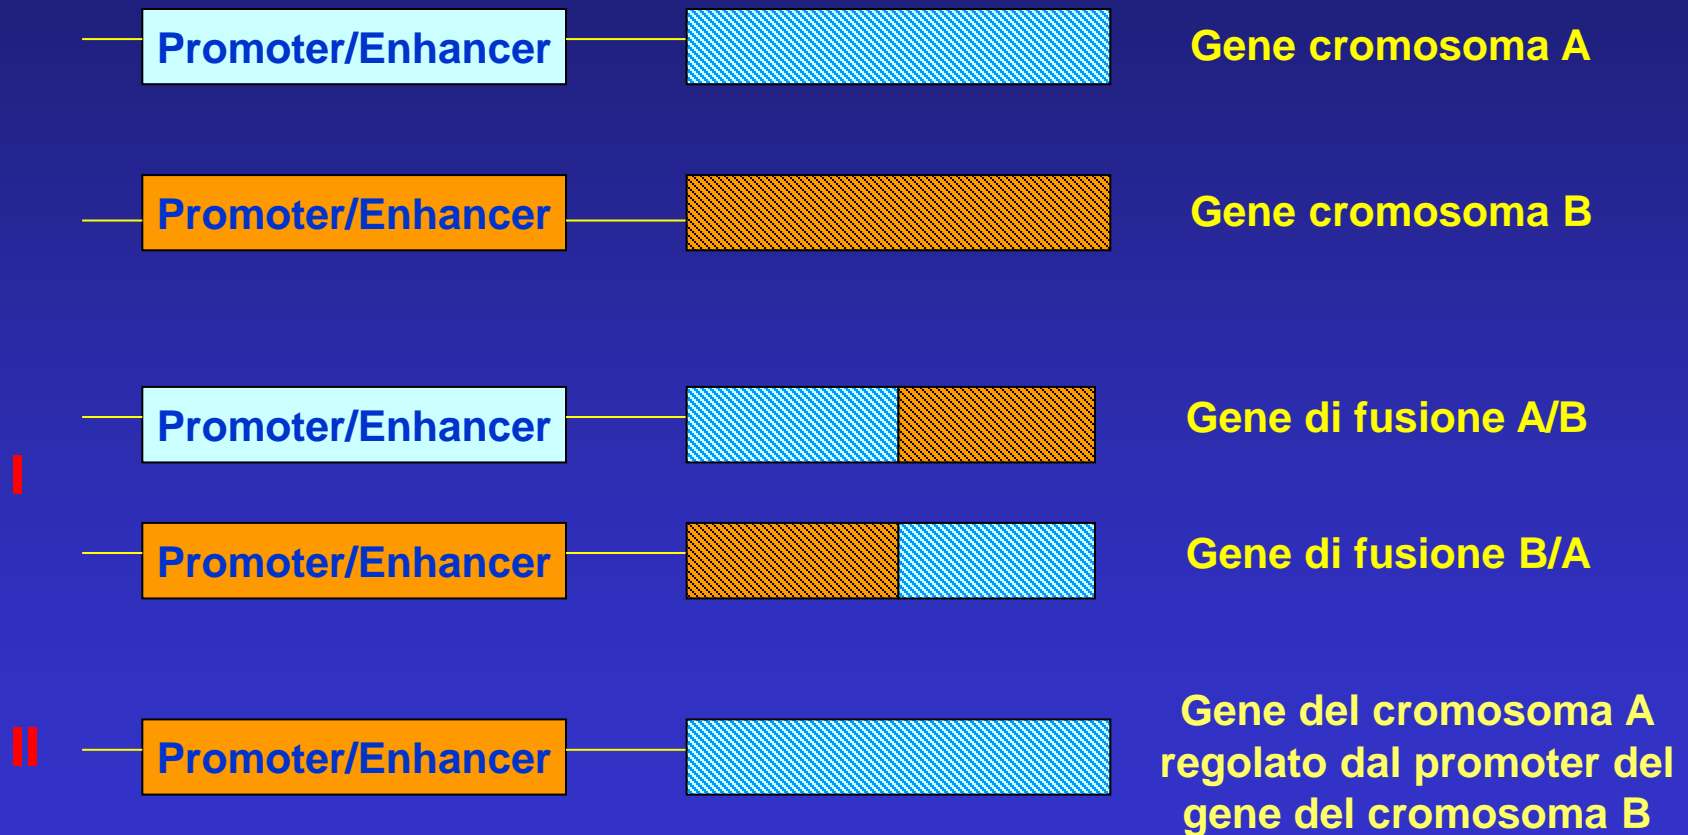 Promoter/Enhancer Gene cromosoma A
Promoter/Enhancer Gene cromosoma B
Promoter/Enhancer Gene di fusione A/B
I
Promoter/Enhancer Gene di fusione B/A
II Promoter/Enhancer
Gene del cromosoma A
regolato dal promoter del
gene del cromosoma B